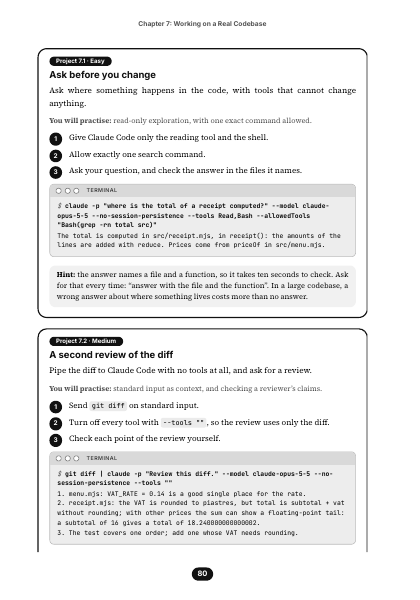 Chapter 7: Working on a Real Codebase
Project 7.1 · Easy
Ask before you change
Ask where something happens in the code, with tools that cannot change
anything.
You will practise: read-only exploration, with one exact command allowed.
1 Give Claude Code only the reading tool and the shell.
2 Allow exactly one search command.
3 Ask your question, and check the answer in the files it names.
TERMINAL
$ claude -p "where is the total of a receipt computed?" --model claude-
opus-5-5 --no-session-persistence --tools Read,Bash --allowedTools
"Bash(grep -rn total src)"
The total is computed in src/receipt.mjs, in receipt(): the amounts of the
lines are added with reduce. Prices come from priceOf in src/menu.mjs.
Hint: the answer names a file and a function, so it takes ten seconds to check. Ask
for that every time: “answer with the file and the function”. In a large codebase, a
wrong answer about where something lives costs more than no answer.
Project 7.2 · Medium
A second review of the diff
Pipe the diff to Claude Code with no tools at all, and ask for a review.
You will practise: standard input as context, and checking a reviewer’s claims.
1 Send git diff on standard input.
2 Turn off every tool with --tools "", so the review uses only the diff.
3 Check each point of the review yourself.
TERMINAL
$ git diff | claude -p "Review this diff." --model claude-opus-5-5 --no-
session-persistence --tools ""
1. menu.mjs: VAT_RATE = 0.14 is a good single place for the rate.
2. receipt.mjs: the VAT is rounded to piastres, but total is subtotal + vat
without rounding; with other prices the sum can show a floating-point tail:
a subtotal of 16 gives a total of 18.240000000000002.
3. The test covers one order; add one whose VAT needs rounding.
80